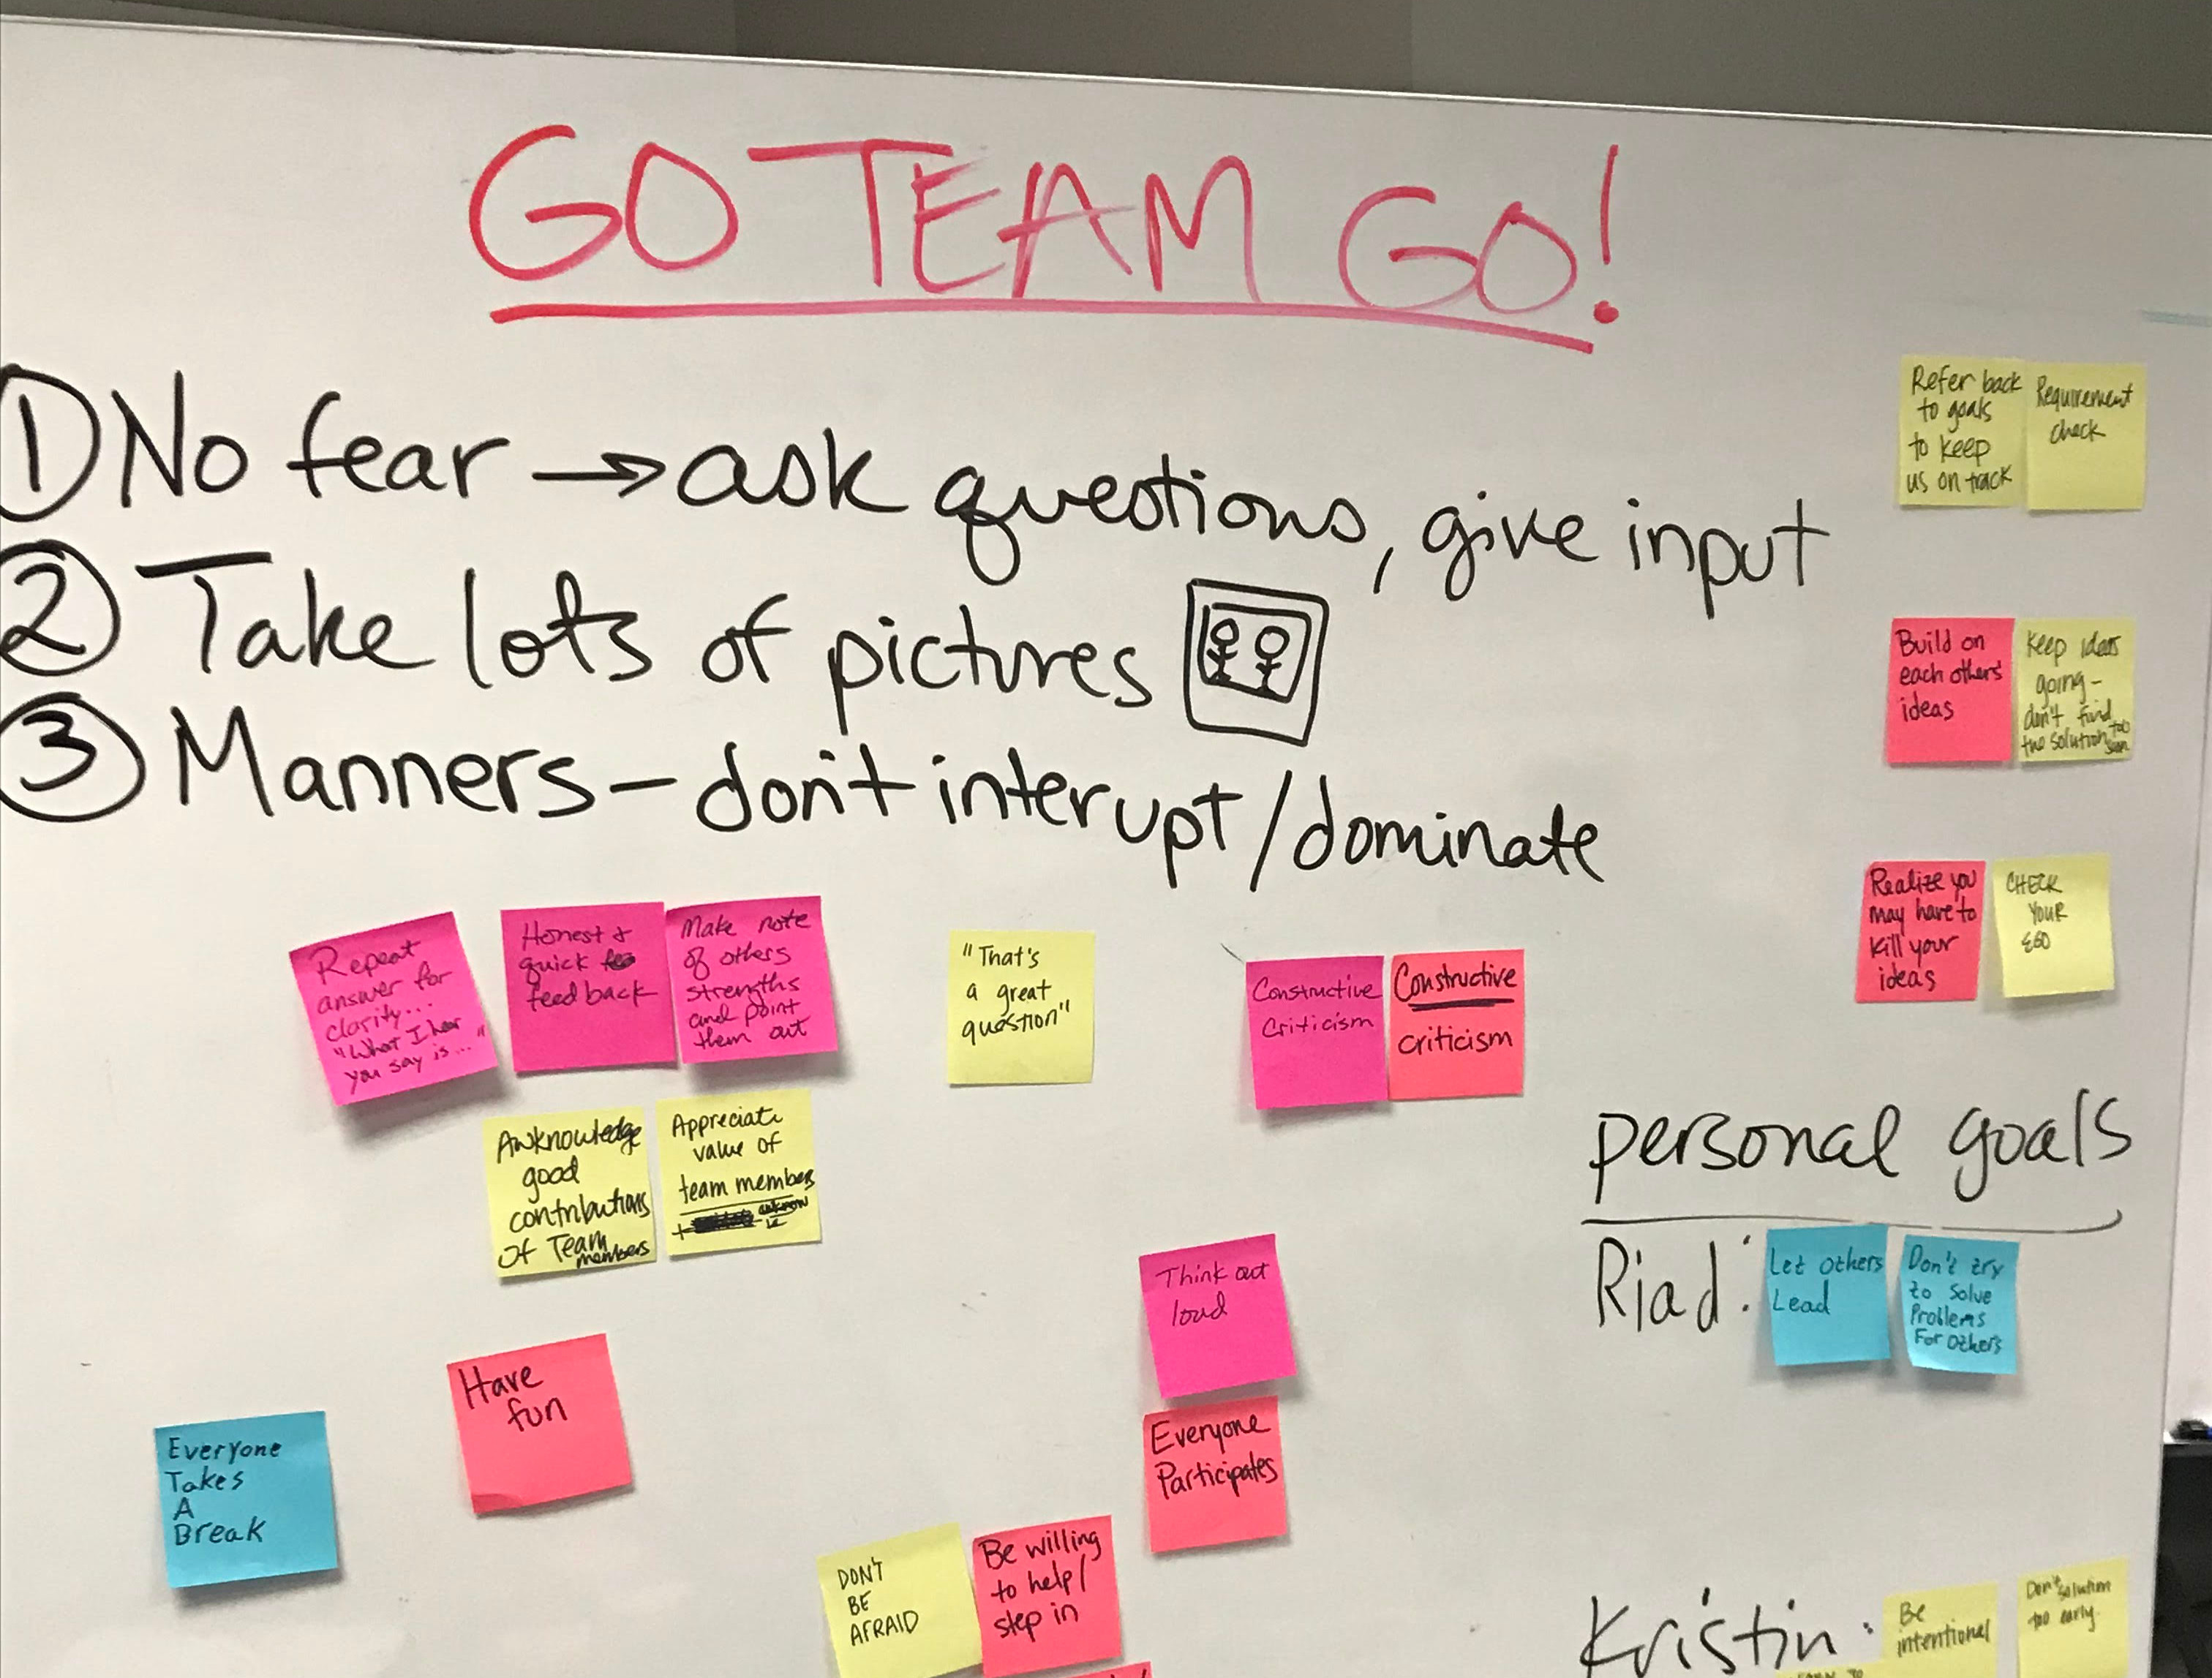 GO TEAM GO!
① No fear → ask questions, give input
② Take lots of pictures
③ Manners – don't interupt/dominate
Refer back
to goals
to keep
us on track
Requirement
check
Build on
each others'
ideas
Keep ideas
going –
don't find
the solution too
soon
Realize you
may have to
kill your
ideas
CHECK
YOUR
EGO
Repeat
answer for
clarity...
"What I hear
you say is..."
Honest &
quick
feedback
Make note
of others
strengths
and point
them out
"That's
a great
question"
Constructive
Criticism
Constructive
criticism
Awknowledge
good
contributions
of Team
members
Appreciate
value of
team members
+
personal goals
Riad:
Let others
Lead
Don't try
to Solve
Problems
For Others
Think out
loud
Everyone
Participates
Have
fun
Everyone
Takes
A
Break
DON'T
BE
AFRAID
Be willing
to help/
step in
Kristin:
Be
intentional
Don't solution
too early.